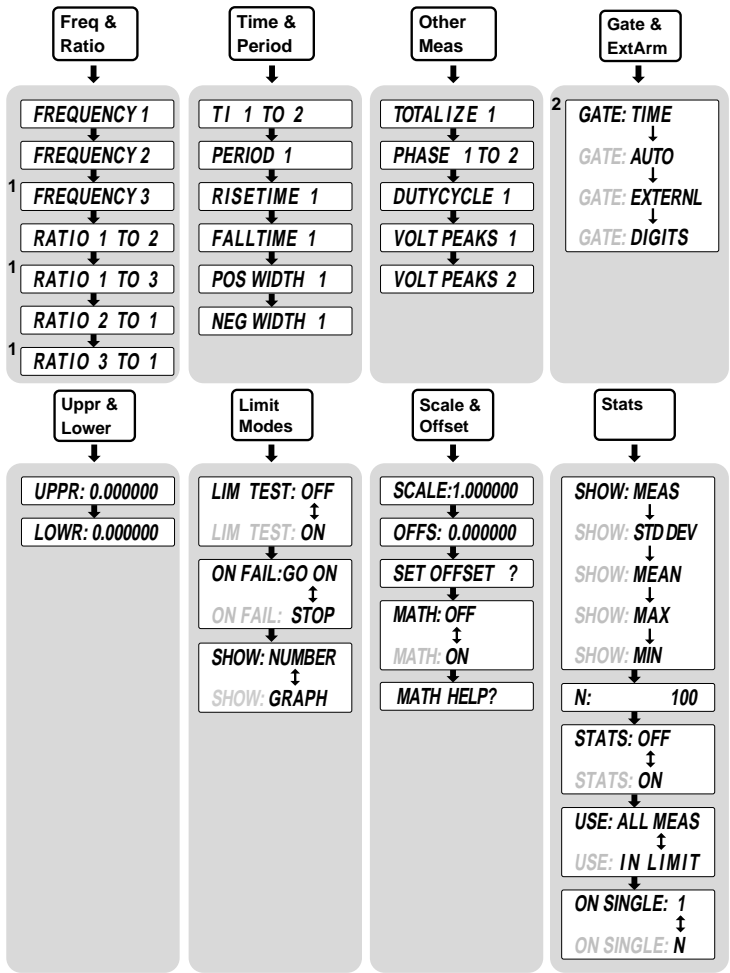 Freq &
Ratio
FREQUENCY 1
FREQUENCY 2
1
FREQUENCY 3
RATIO 1 TO 2
1
RATIO 1 TO 3
RATIO 2 TO 1
1
RATIO 3 TO 1
Time &
Period
TI 1 TO 2
PERIOD 1
RISETIME 1
FALLTIME 1
POS WIDTH 1
NEG WIDTH 1
Other
Meas
TOTALIZE 1
PHASE 1 TO 2
DUTYCYCLE 1
VOLT PEAKS 1
VOLT PEAKS 2
Gate &
ExtArm
2
GATE: TIME
GATE: AUTO
GATE: EXTERNL
GATE: DIGITS
Uppr &
Lower
UPPR: 0.000000
LOWR: 0.000000
Limit
Modes
LIM TEST: OFF
LIM TEST: ON
ON FAIL:GO ON
ON FAIL: STOP
SHOW: NUMBER
SHOW: GRAPH
Scale &
Offset
SCALE:1.000000
OFFS: 0.000000
SET OFFSET ?
MATH: OFF
MATH: ON
MATH HELP?
Stats
SHOW: MEAS
SHOW: STD DEV
SHOW: MEAN
SHOW: MAX
SHOW: MIN
N: 100
STATS: OFF
STATS: ON
USE: ALL MEAS
USE: IN LIMIT
ON SINGLE: 1
ON SINGLE: N